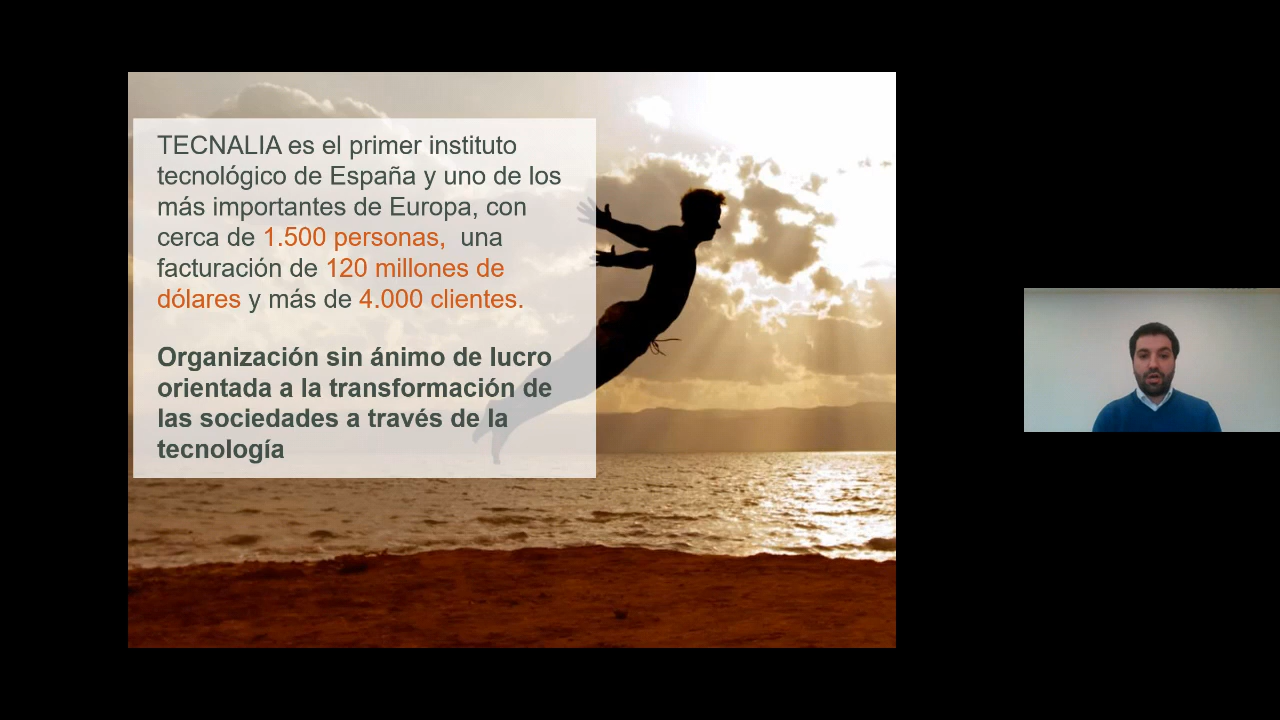 TECNALIA es el primer instituto
tecnológico de España y uno de los
más importantes de Europa, con
cerca de 1.500 personas,  una
facturación de 120 millones de
dólares y más de 4.000 clientes.
Organización sin ánimo de lucro
orientada a la transformación de
las sociedades a través de la
tecnología